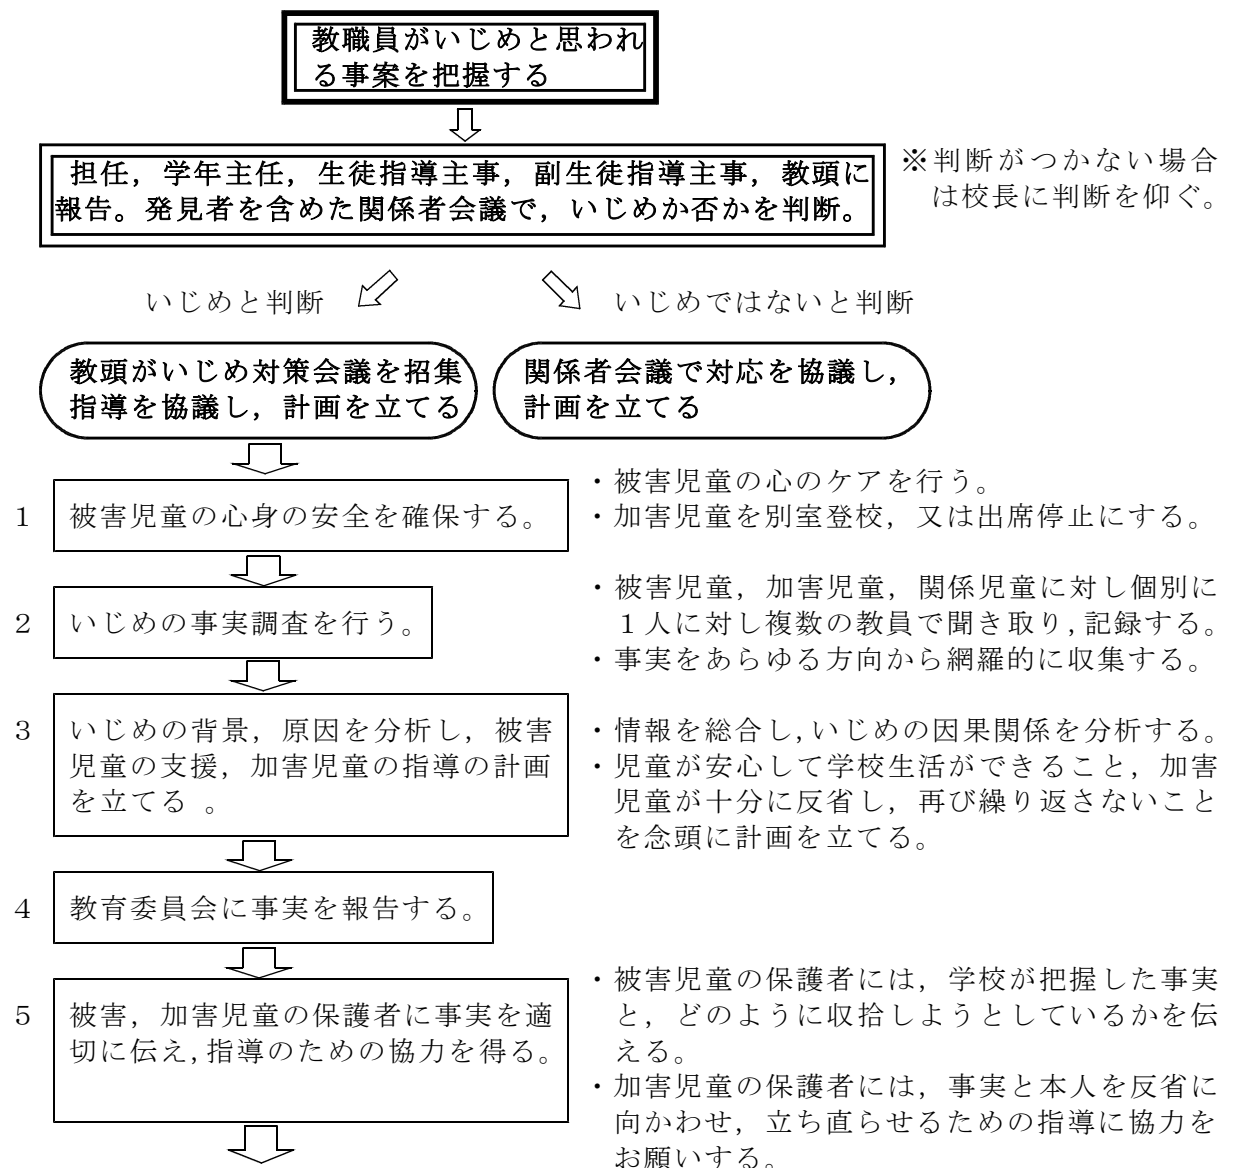 教職員がいじめと思われ
る事案を把握する
担任，学年主任，生徒指導主事，副生徒指導主事，教頭に
報告。発見者を含めた関係者会議で，いじめか否かを判断。
※判断がつかない場合
は校長に判断を仰ぐ。
いじめと判断
いじめではないと判断
教頭がいじめ対策会議を招集
指導を協議し，計画を立てる
関係者会議で対応を協議し，
計画を立てる
1 被害児童の心身の安全を確保する。
・被害児童の心のケアを行う。
・加害児童を別室登校，又は出席停止にする。
2 いじめの事実調査を行う。
・被害児童，加害児童，関係児童に対し個別に
１人に対し複数の教員で聞き取り,記録する。
・事実をあらゆる方向から網羅的に収集する。
3 いじめの背景，原因を分析し，被害
児童の支援，加害児童の指導の計画
を立てる 。
・情報を総合し,いじめの因果関係を分析する。
・児童が安心して学校生活ができること，加害
児童が十分に反省し，再び繰り返さないこと
を念頭に計画を立てる。
4 教育委員会に事実を報告する。
5 被害，加害児童の保護者に事実を適
切に伝え,指導のための協力を得る。
・被害児童の保護者には，学校が把握した事実
と，どのように収拾しようとしているかを伝
える。
・加害児童の保護者には，事実と本人を反省に
向かわせ，立ち直らせるための指導に協力を
お願いする。